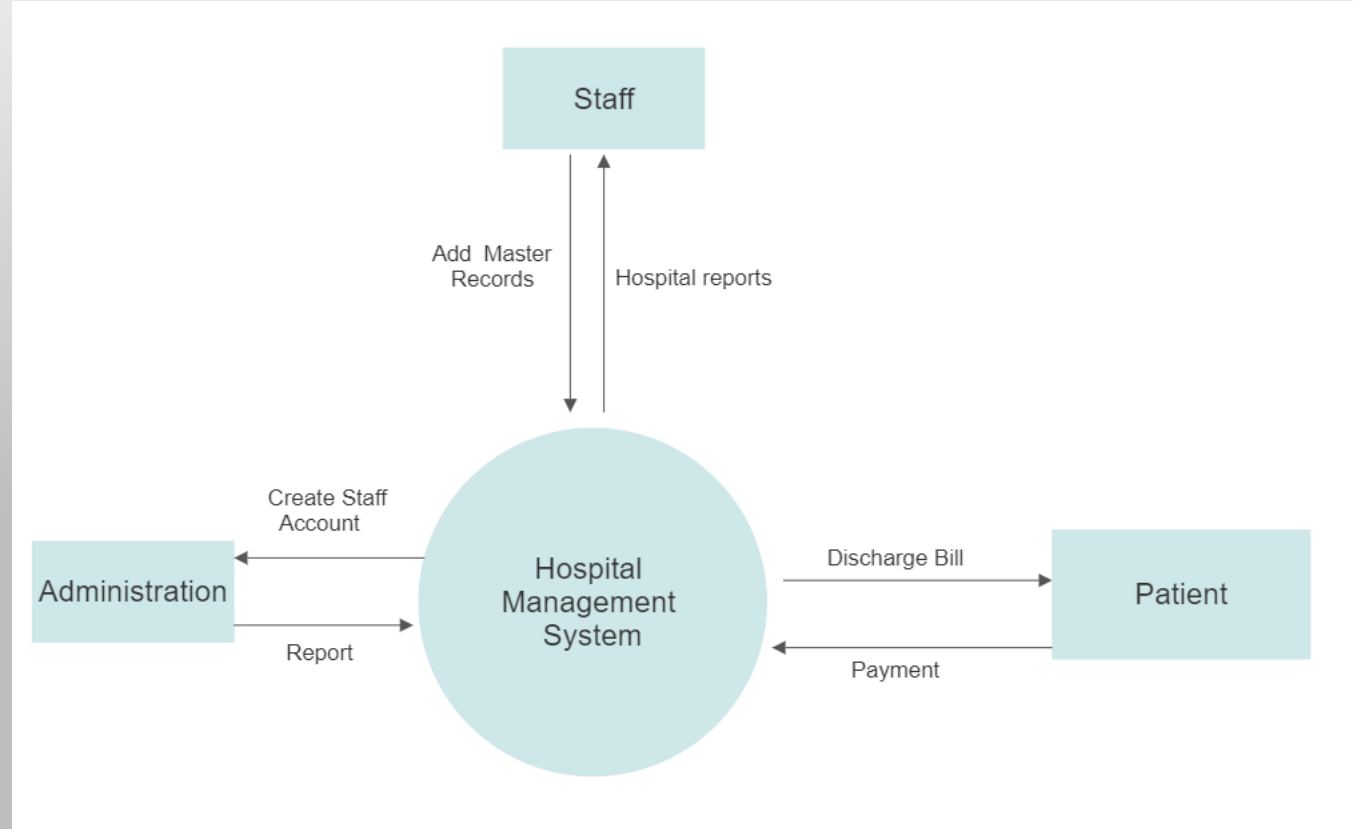 Staff
Add  Master
Records
Hospital reports
Create Staff
Account
Administration
Report
Hospital
Management
System
Discharge Bill
Patient
Payment